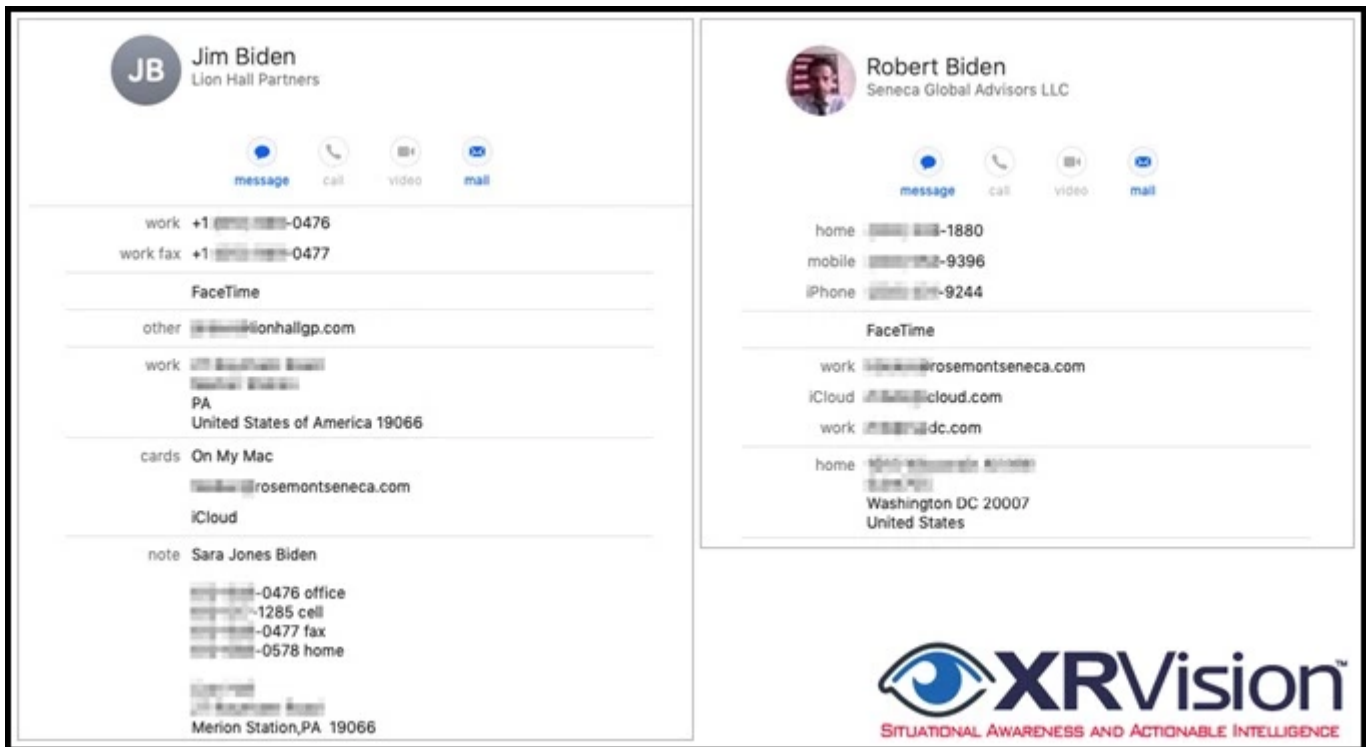 JB
Jim Biden
Lion Hall Partners
message call video mail
work +1 -0476
work fax +1 -0477
FaceTime
other lionhallgp.com
work
PA
United States of America 19066
cards On My Mac
rosemontseneca.com
iCloud
note Sara Jones Biden
-0476 office
-1285 cell
-0477 fax
-0578 home
Merion Station,PA 19066
Robert Biden
Seneca Global Advisors LLC
message call video mail
home -1880
mobile -9396
iPhone -9244
FaceTime
work rosemontseneca.com
iCloud cloud.com
work dc.com
home
Washington DC 20007
United States
XRVision™
SITUATIONAL AWARENESS AND ACTIONABLE INTELLIGENCE